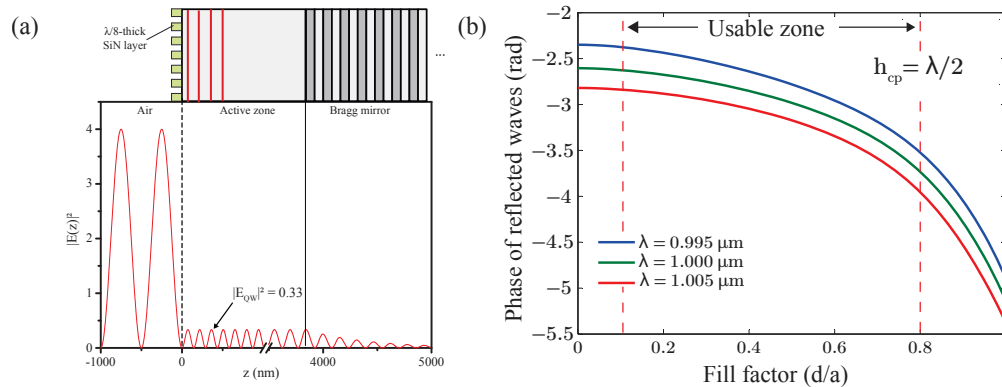 (a)
λ/8-thick
SiN layer
...
Air
Active zone
Bragg mirror
4
3
2
1
0
|E(z)|²
|E_QW|² = 0.33
-1000
0
4000
5000
z (nm)
(b)
Usable zone
h_cp = λ/2
−2
−2.5
−3
−3.5
−4
−4.5
−5
−5.5
Phase of reflected waves (rad)
λ = 0.995 µm
λ = 1.000 µm
λ = 1.005 µm
0
0.2
0.4
0.6
0.8
1.0
Fill factor (d/a)